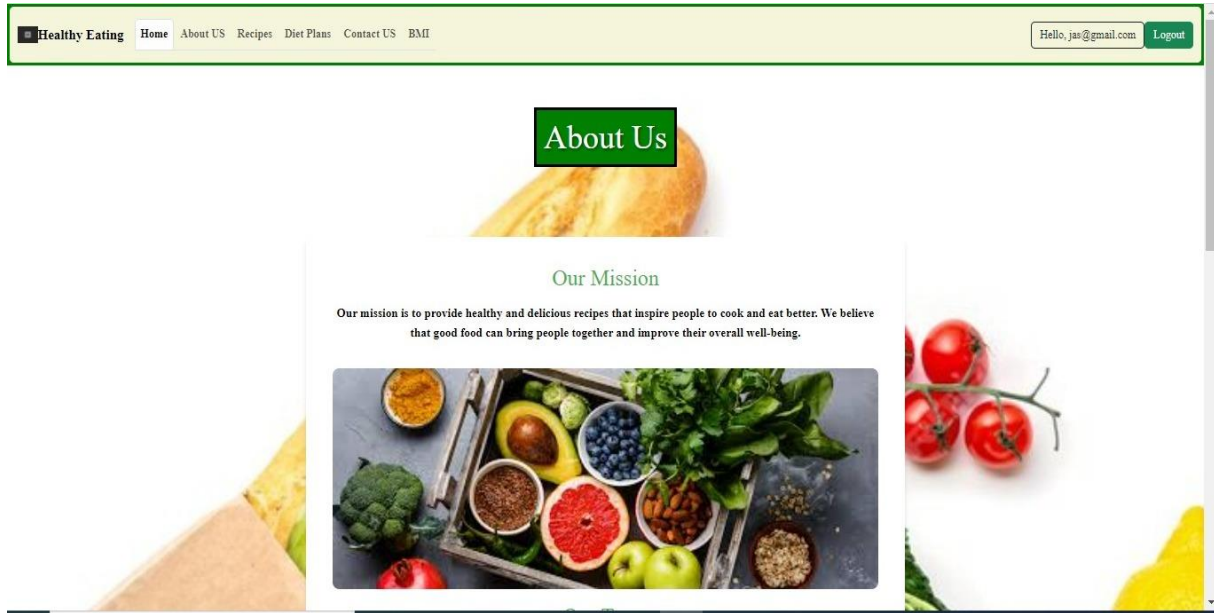 Healthy Eating Home About US Recipes Diet Plans Contact US BMI Hello, jas@gmail.com Logout
About Us
Our Mission
Our mission is to provide healthy and delicious recipes that inspire people to cook and eat better. We believe
that good food can bring people together and improve their overall well-being.